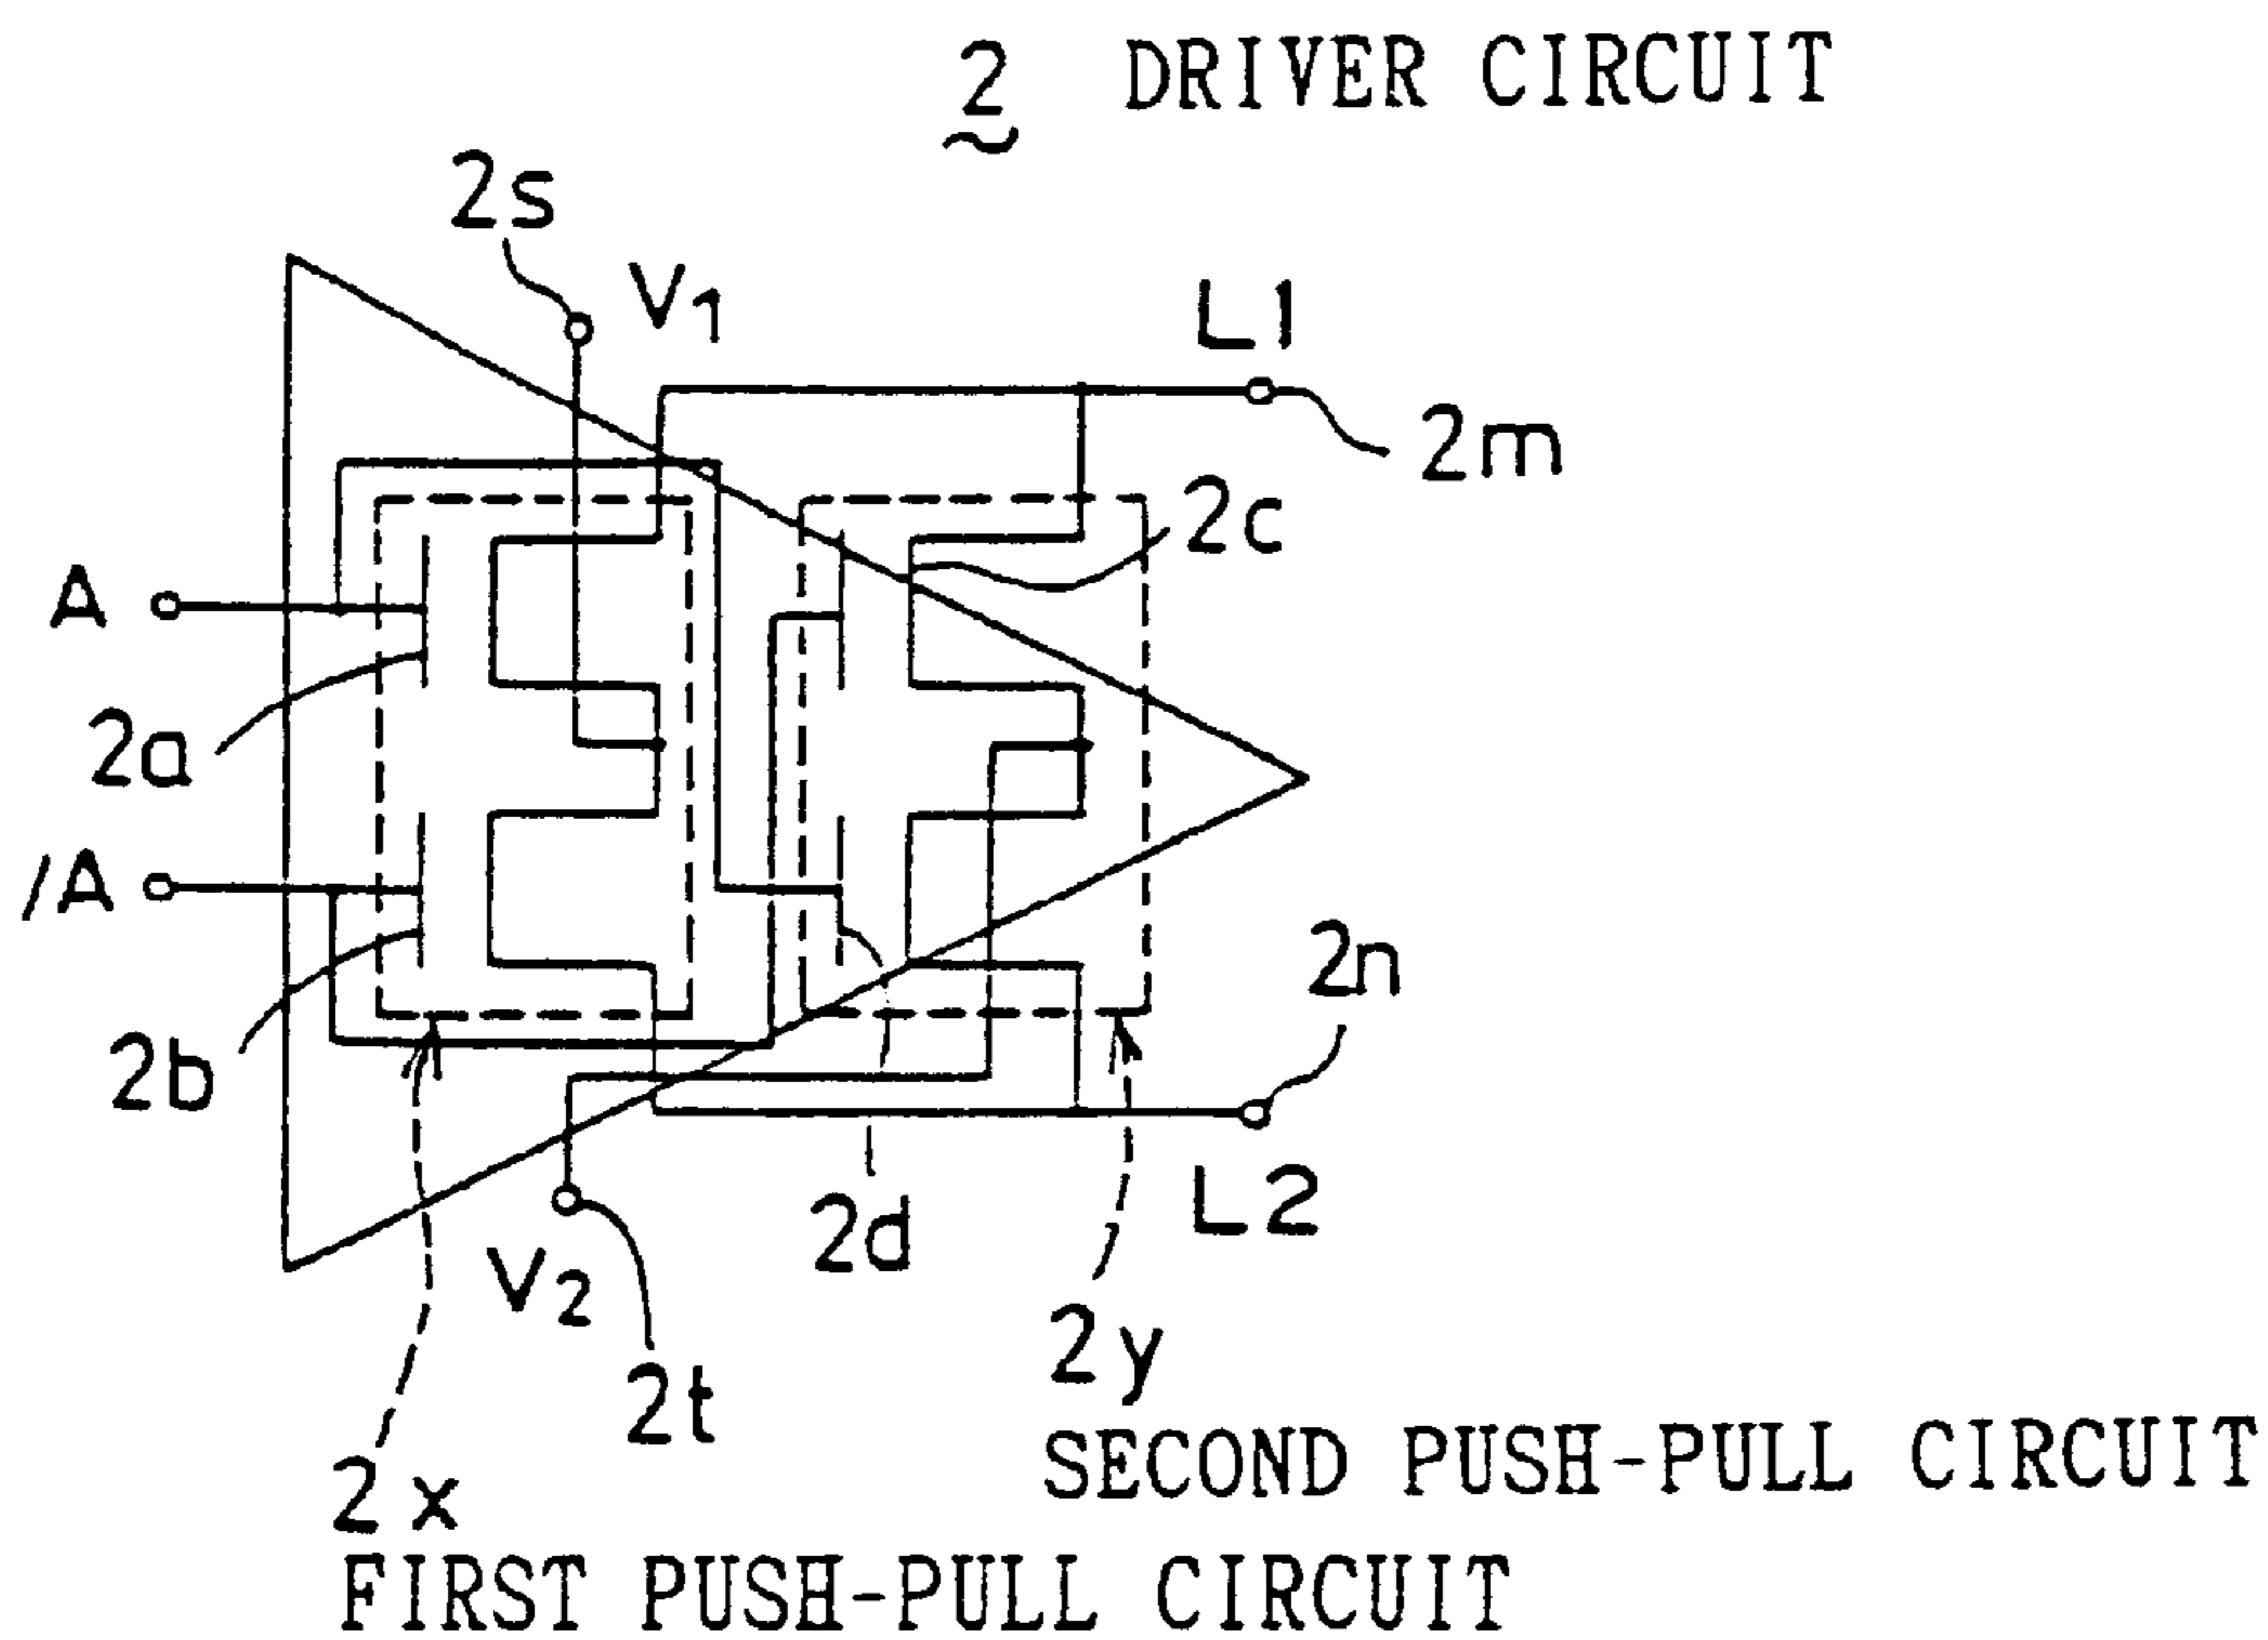 2 DRIVER CIRCUIT
2s
V1
L1
2m
2c
A
2a
/A
2n
2b
L2
2d
V2
2t
2y
SECOND PUSH-PULL CIRCUIT
2x
FIRST PUSH-PULL CIRCUIT